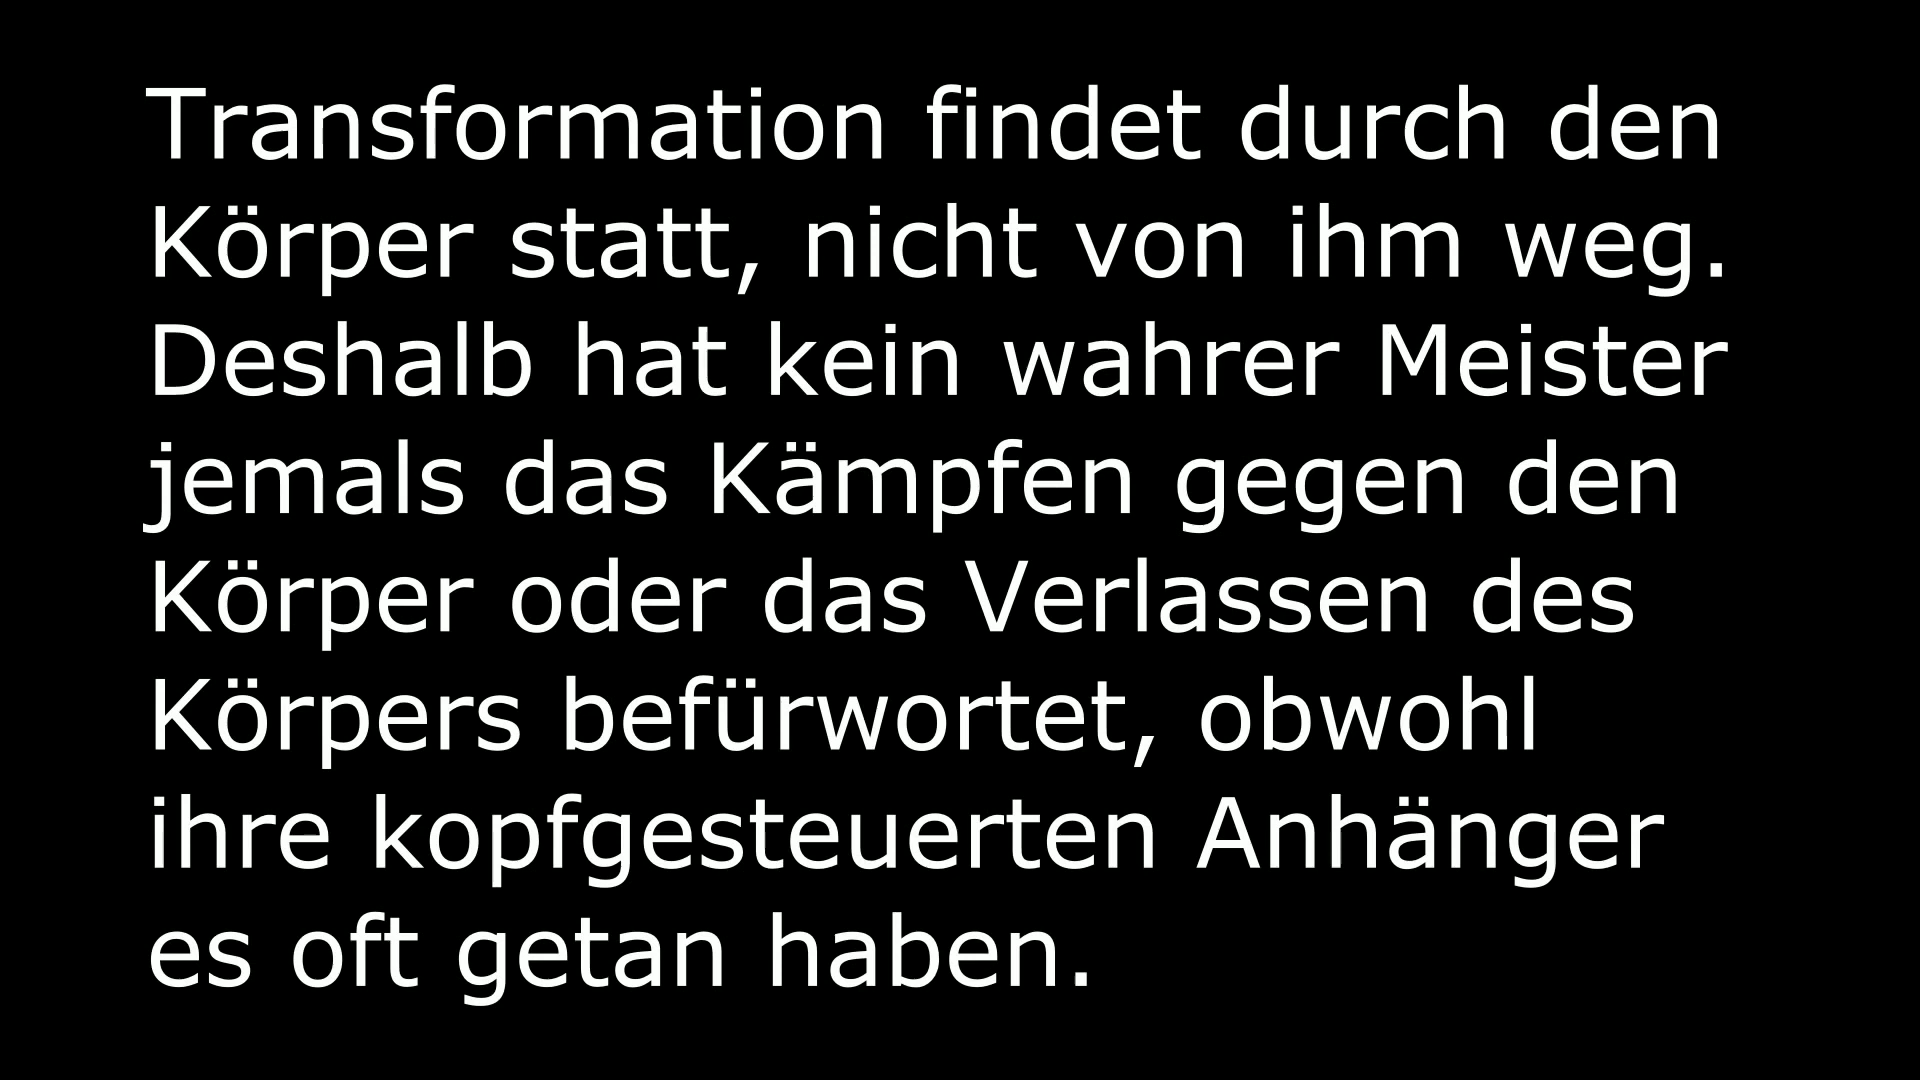 Transformation findet durch den
Körper statt, nicht von ihm weg.
Deshalb hat kein wahrer Meister
jemals das Kämpfen gegen den
Körper oder das Verlassen des
Körpers befürwortet, obwohl
ihre kopfgesteuerten Anhänger
es oft getan haben.